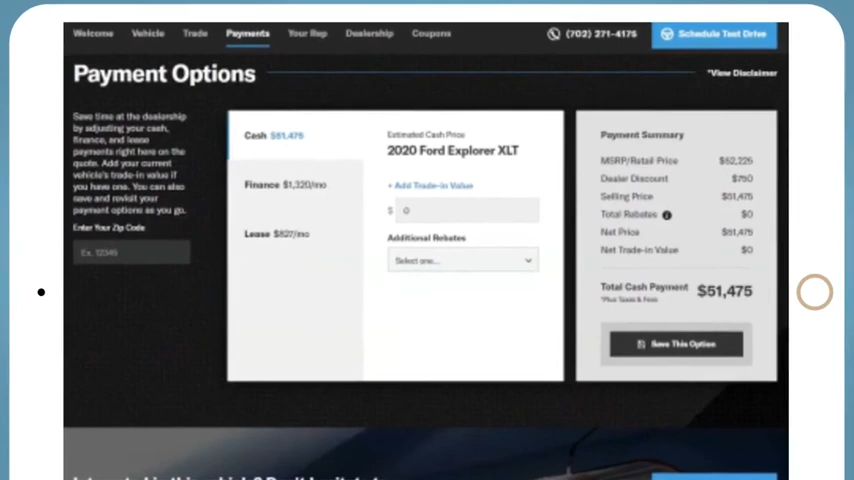 Welcome Vehicle Trade Payments Your Rep Dealership Coupons (702) 271-4175 Schedule Test Drive
Payment Options
*View Disclaimer
Save time at the dealership
by adjusting your cash,
finance, and lease
payments right here on the
quote. Add your current
vehicle's trade-in value if
you have one. You can also
save and revisit your
payment options as you go.
Enter Your Zip Code
Ex. 12345
Cash $51,475
Finance $1,320/mo
Lease $827/mo
Estimated Cash Price
2020 Ford Explorer XLT
+ Add Trade-in Value
$ 0
Additional Rebates
Select one...
Payment Summary
MSRP/Retail Price $52,225
Dealer Discount $750
Selling Price $51,475
Total Rebates $0
Net Price $51,475
Net Trade-in Value $0
Total Cash Payment $51,475
*Plus Taxes & Fees
Save This Option